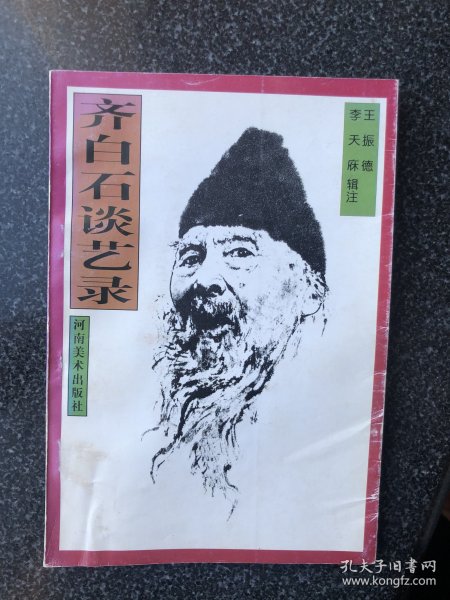 齐白石谈艺录
王振德
李天庥 辑注
河南美术出版社
孔夫子旧书网
www.kongfz.com